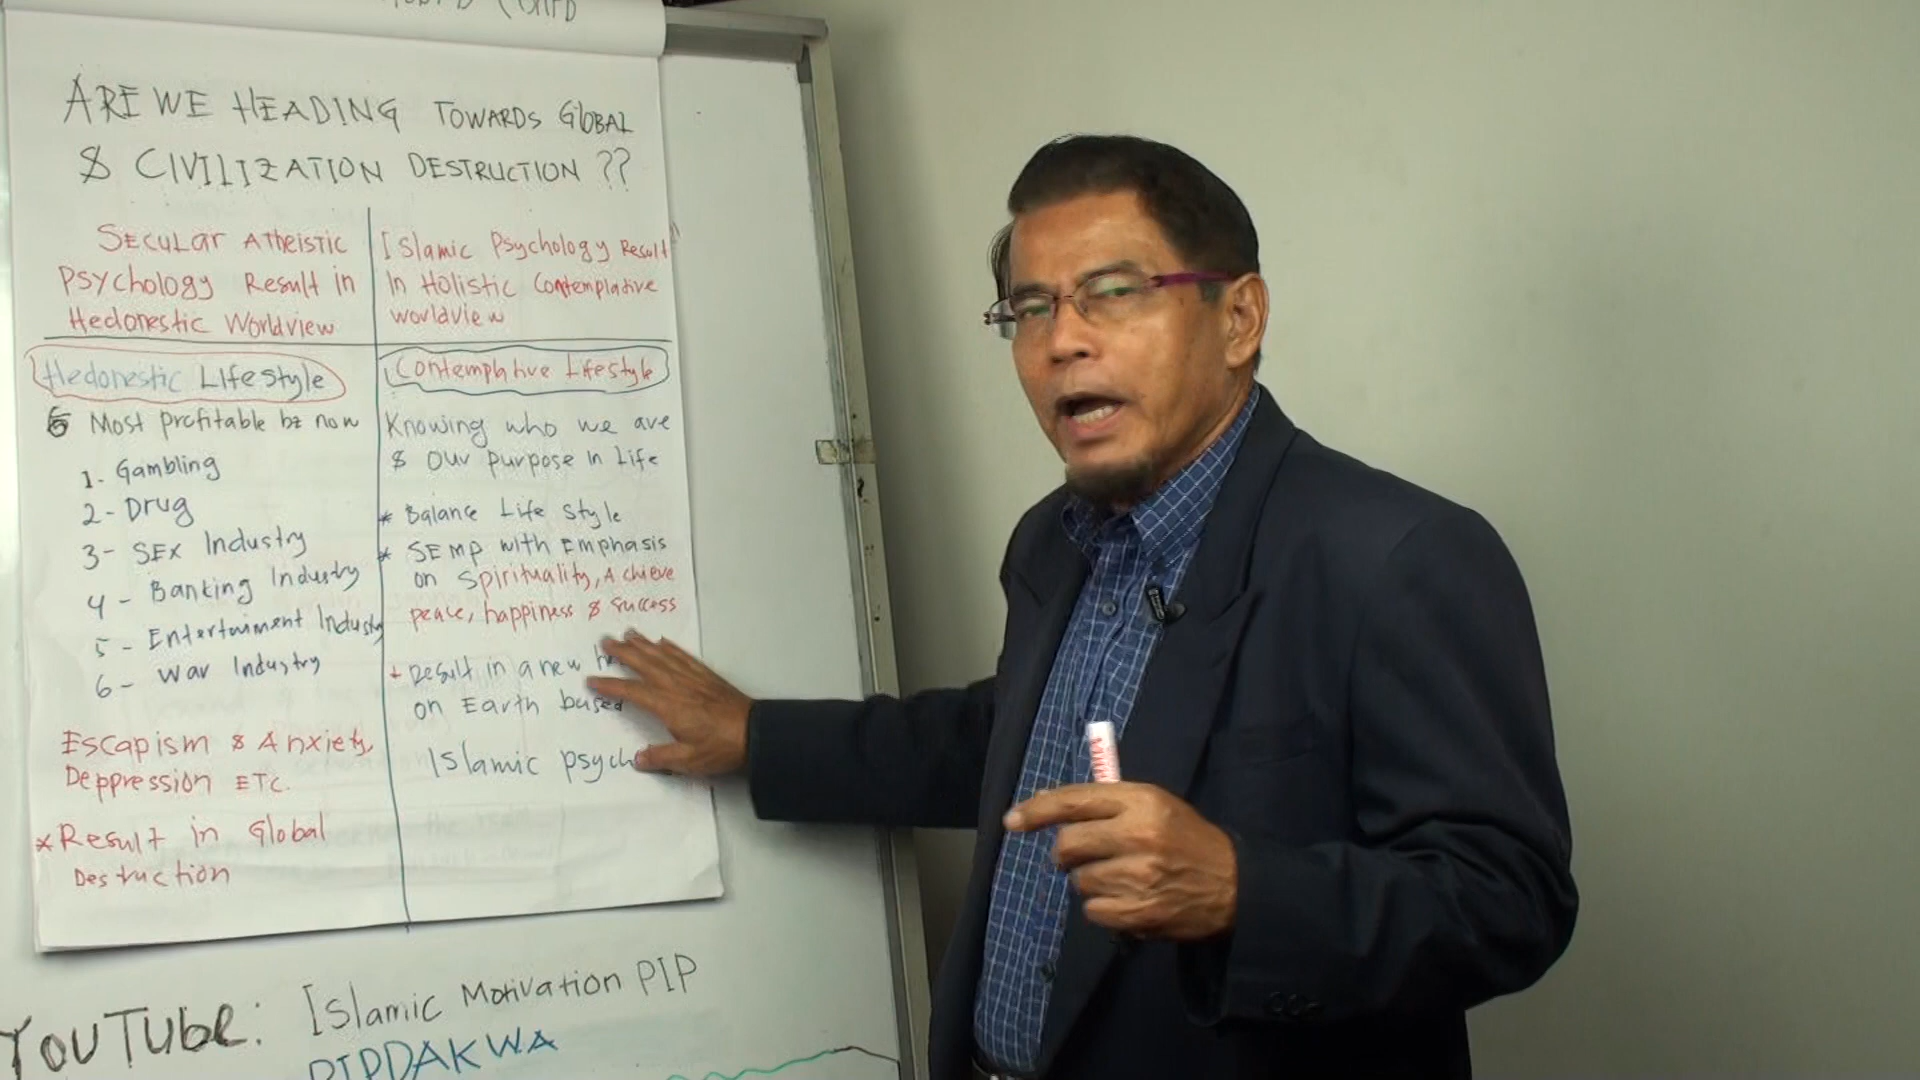 ARE WE HEADING TOWARDS GLOBAL
& CIVILIZATION DESTRUCTION ??
SECULAR ATHEISTIC
PSYCHOLOGY RESULT IN
HEDONESTIC WORLDVIEW
ISLAMIC PSYCHOLOGY RESULT
IN HOLISTIC CONTEMPLATIVE
WORLDVIEW
Hedonestic Lifestyle
6 Most profitable bz now
1- Gambling
2- Drug
3- SEX Industry
4 - Banking Industry
5 - Entertainment Industry
6- War Industry
Escapism & Anxiety,
Deppression ETC.
* Result in Global
Destruction
Contemplative Lifestyle
Knowing who we are
& our purpose in Life
* Balance Life style
* SEMP with Emphasis
on Spirituality, Achieve
peace, happiness & success
+ Result in a new
on Earth based
Islamic
YouTube: Islamic Motivation PIP
PIPDAKWA